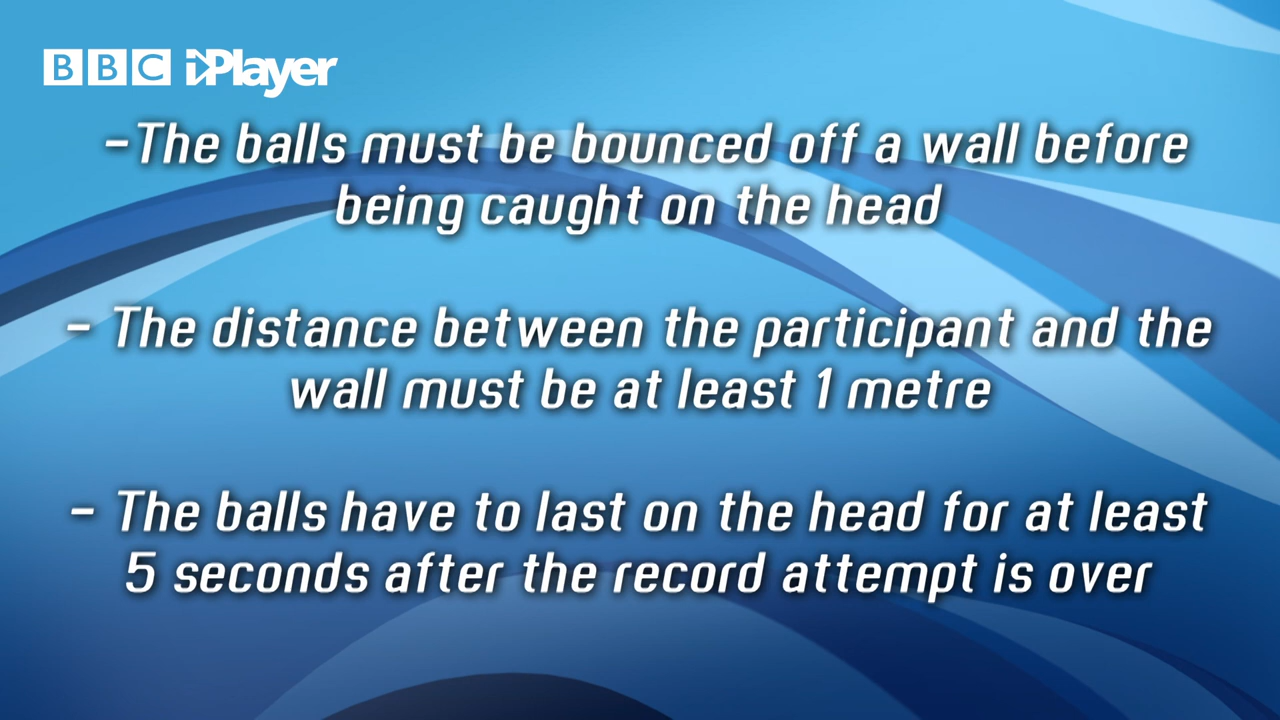 BBC iPlayer
-The balls must be bounced off a wall before
being caught on the head
- The distance between the participant and the
wall must be at least 1 metre
- The balls have to last on the head for at least
5 seconds after the record attempt is over